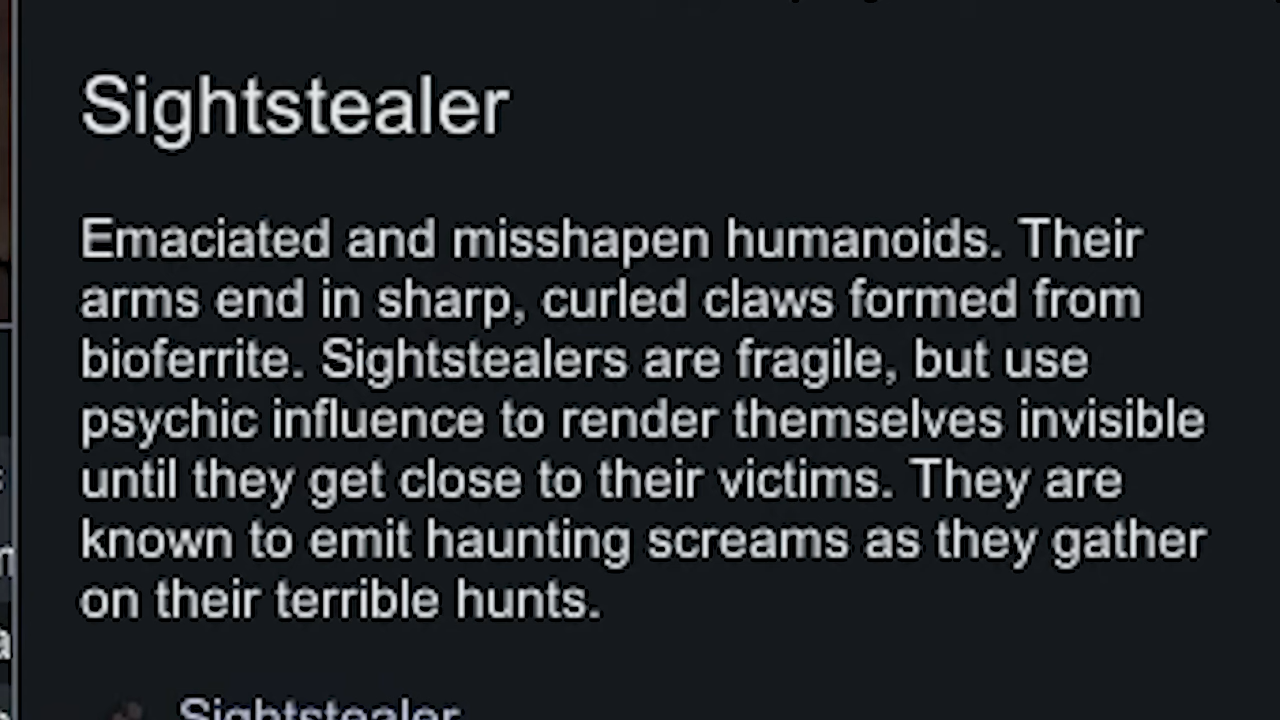 Sightstealer
Emaciated and misshapen humanoids. Their
arms end in sharp, curled claws formed from
bioferrite. Sightstealers are fragile, but use
psychic influence to render themselves invisible
until they get close to their victims. They are
known to emit haunting screams as they gather
on their terrible hunts.
Sightstealer